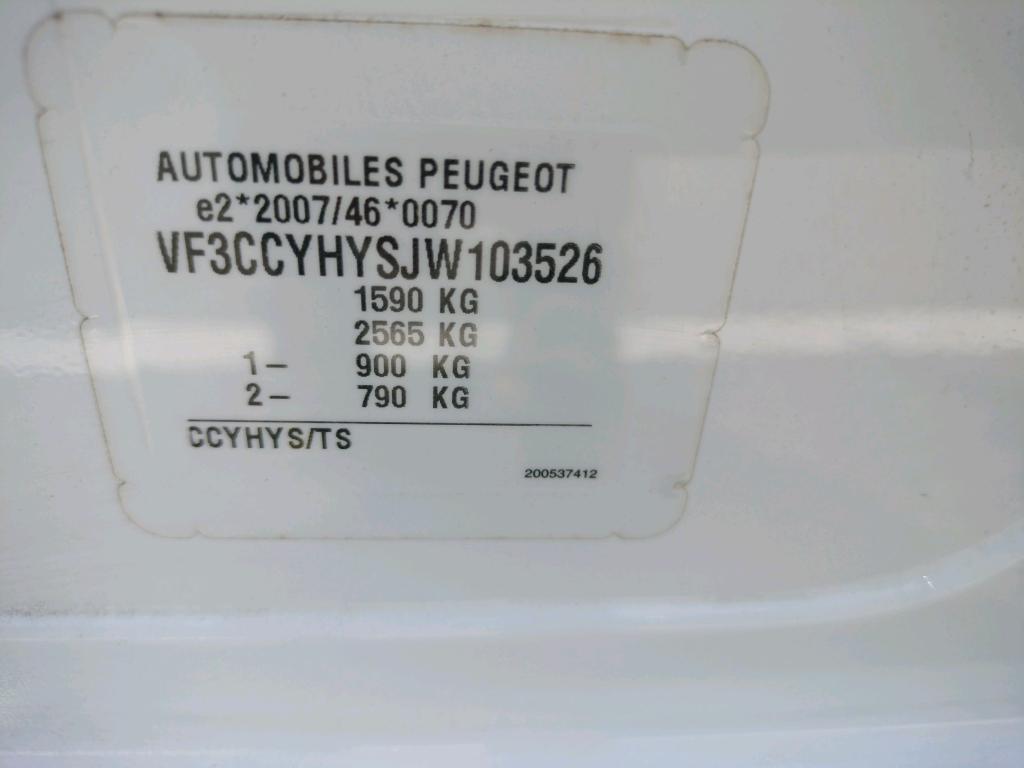 AUTOMOBILES PEUGEOT
e2*2007/46*0070
VF3CCYHYSJW103526
1590 KG
2565 KG
1- 900 KG
2- 790 KG
CCYHYS/TS
200537412